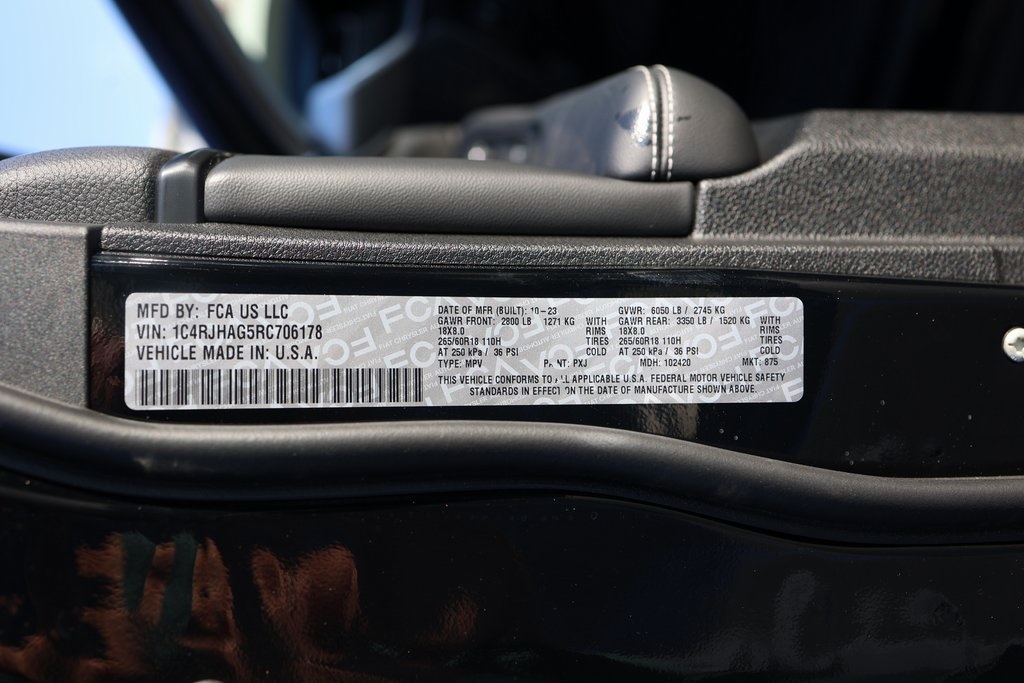 MFD BY: FCA US LLC
VIN: 1C4RJHAG5RC706178
VEHICLE MADE IN: U.S.A.
DATE OF MFR (BUILT): 10-23 GVWR: 6050 LB / 2745 KG
GAWR FRONT: 2800 LB 1271 KG WITH GAWR REAR: 3350 LB / 1520 KG WITH
18X8.0 RIMS 18X8.0 RIMS
265/60R18 110H TIRES 265/60R18 110H TIRES
AT 250 kPa / 36 PSI COLD AT 250 kPa / 36 PSI COLD
TYPE: MPV NT: PXJ MDH: 102420 MKT: 875
THIS VEHICLE CONFORMS TO APPLICABLE U.S.A. FEDERAL MOTOR VEHICLE SAFETY
STANDARDS IN EFFECT ON THE DATE OF MANUFACTURE SHOWN ABOVE.